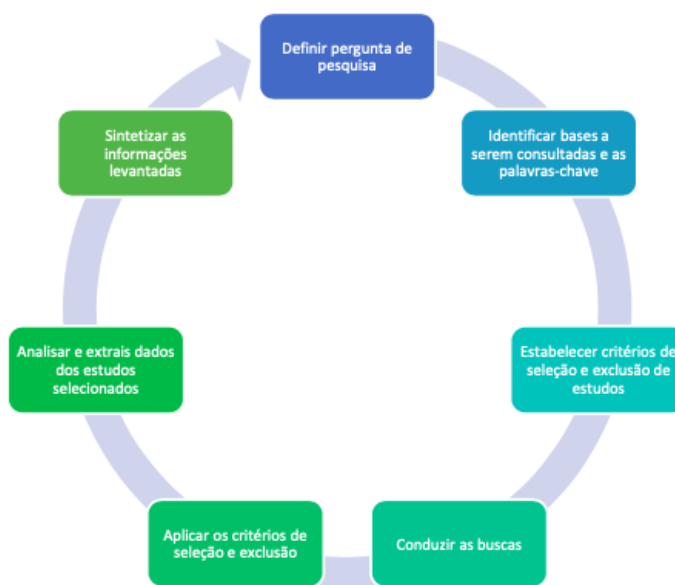 Definir pergunta de
pesquisa
Identificar bases a
serem consultadas e as
palavras-chave
Estabelecer critérios de
seleção e exclusão de
estudos
Conduzir as buscas
Aplicar os critérios de
seleção e exclusão
Analisar e extrais dados
dos estudos
selecionados
Sintetizar as
informações
levantadas